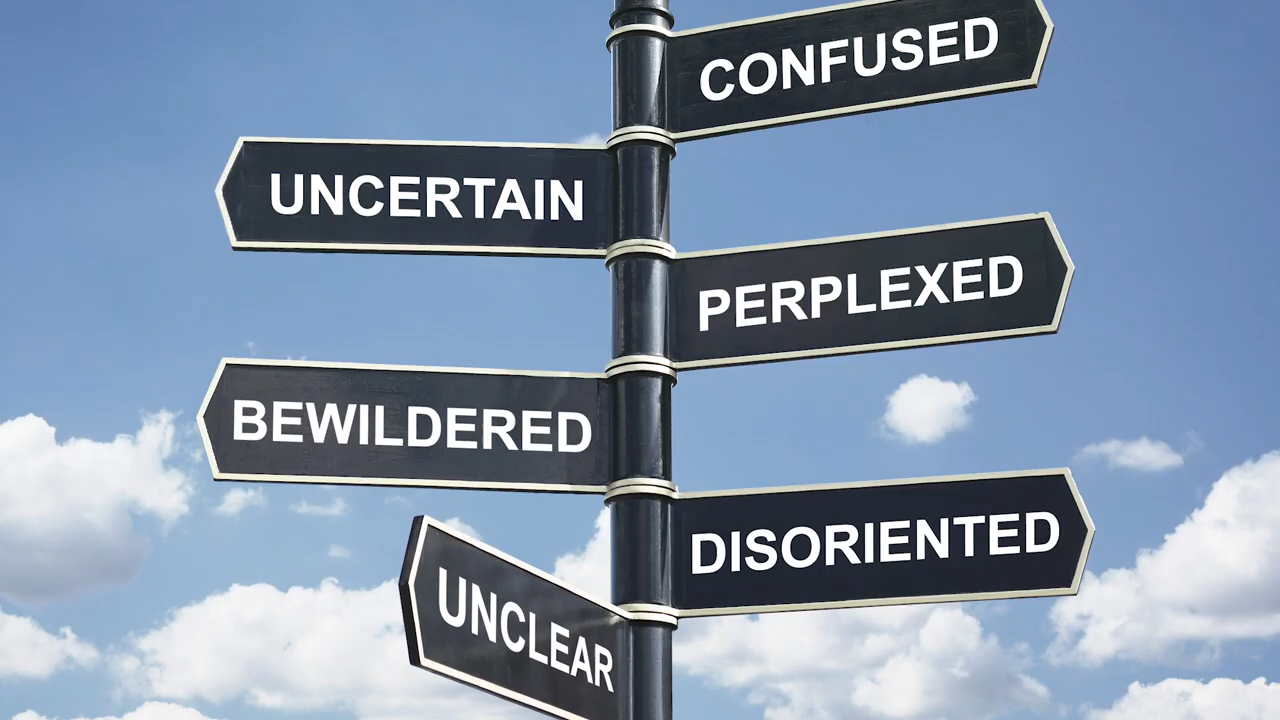 CONFUSED
UNCERTAIN
PERPLEXED
BEWILDERED
DISORIENTED
UNCLEAR